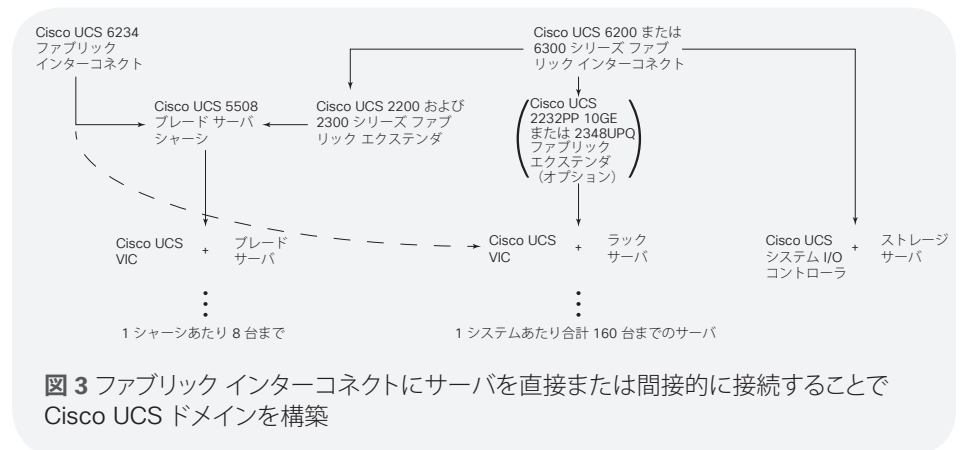 Cisco UCS 6234
ファブリック
インターコネクト
Cisco UCS 6200 または
6300 シリーズ ファブ
リック インターコネクト
Cisco UCS 5508
ブレード サーバ
シャーシ
Cisco UCS 2200 および
2300 シリーズ ファブ
リック エクステンダ
Cisco UCS
2232PP 10GE
または 2348UPQ
ファブリック
エクステンダ
（オプション）
Cisco UCS
VIC
+
ブレード
サーバ
Cisco UCS
VIC
+
ラック
サーバ
Cisco UCS
システム I/O
コントローラ
+
ストレージ
サーバ
1 シャーシあたり 8 台まで
1 システムあたり合計 160 台までのサーバ
図 3 ファブリック インターコネクトにサーバを直接または間接的に接続することで
Cisco UCS ドメインを構築